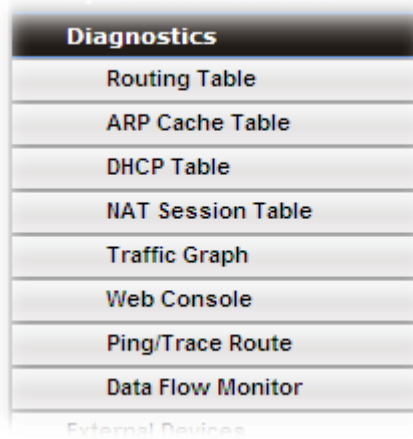 Diagnostics
Routing Table
ARP Cache Table
DHCP Table
NAT Session Table
Traffic Graph
Web Console
Ping/Trace Route
Data Flow Monitor
External Devices